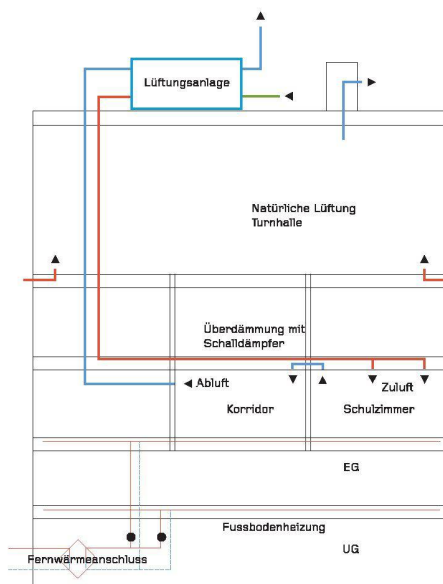 Lüftungsanlage
Natürliche Lüftung
Turnhalle
Überdämmung mit
Schalldämpfer
Abluft
Zuluft
Korridor
Schulzimmer
EG
Fussbodenheizung
Fernwärmeanschluss
UG